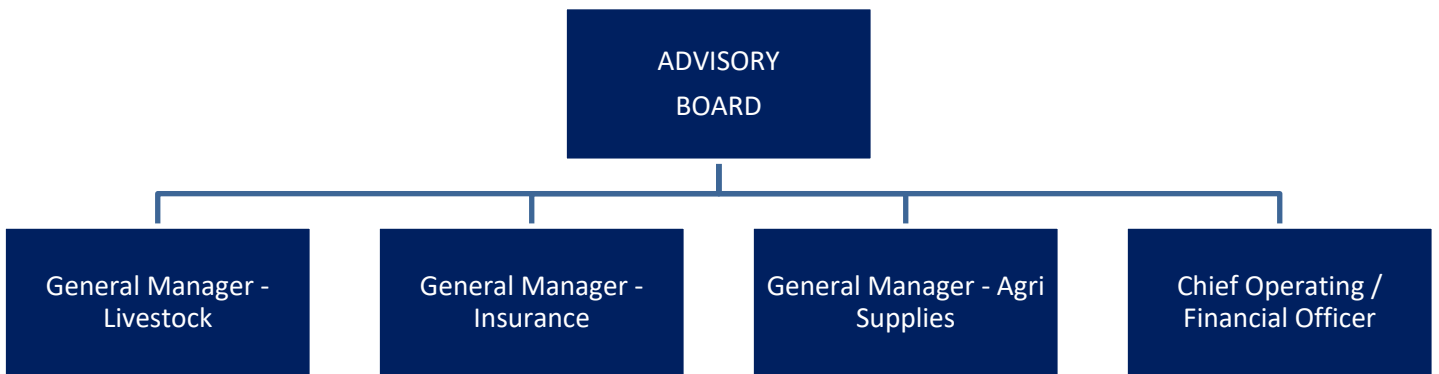 ADVISORY
BOARD
General Manager -
Livestock
General Manager -
Insurance
General Manager - Agri
Supplies
Chief Operating /
Financial Officer